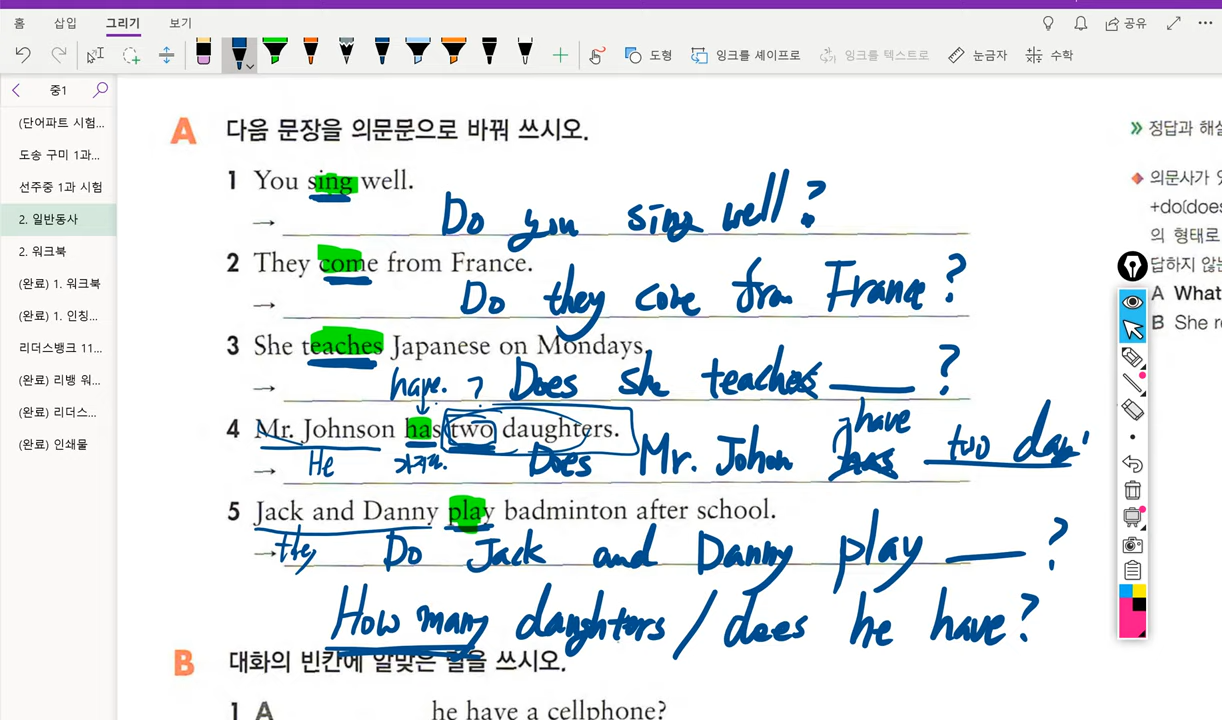 홈 삽입 그리기 보기 공유
도형 잉크를 셰이프로 잉크를 텍스트로 눈금자 수학
중1
(단어파트 시험...
도송 구미 1과...
선주중 1과 시험
2. 일반동사
2. 워크북
(완료) 1. 워크북
(완료) 1. 인칭...
리더스뱅크 11...
(완료) 리뱅 워...
(완료) 리더스...
(완료) 인쇄물
A 다음 문장을 의문문으로 바꿔 쓰시오.
1 You sing well.
→ Do you sing well?
2 They come from France.
→ Do they come from France?
3 She teaches Japanese on Mondays.
→ have. ? Does she teaches ?
4 Mr. Johnson has two daughters.
have
→ He 가지다. Does Mr. Johon has two dau
5 Jack and Danny play badminton after school.
→ they Do Jack and Danny play ?
How many daughters / does he have?
B 대화의 빈칸에 알맞은 말을 쓰시오.
1 A he have a cellphone?
정답과 해설
의문사가 있
+do(does
의 형태로
답하지 않는
A What
B She r